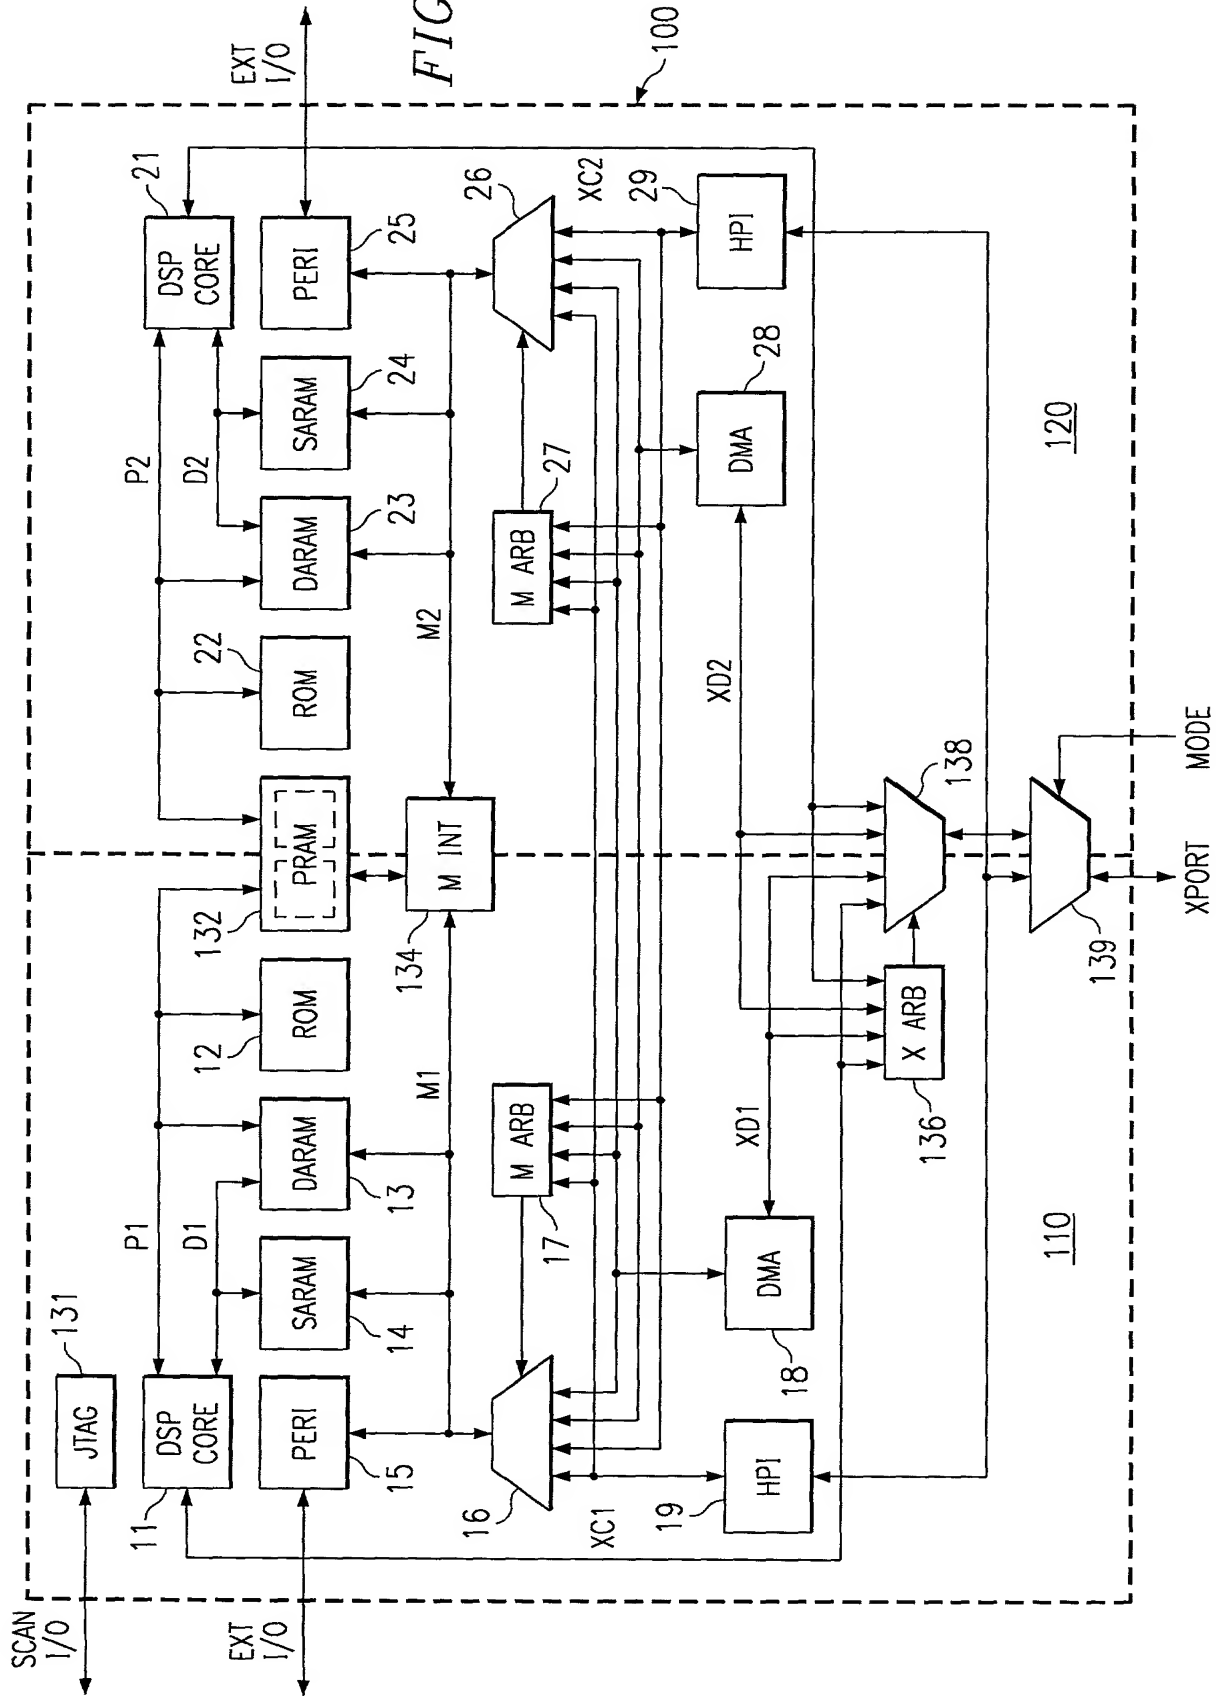 SCAN
I/O
EXT
I/O
JTAG
131
DSP
CORE
11
PERI
15
P1
D1
SARAM
14
DARAM
13
ROM
12
PRAM
132
M INT
134
M1
M2
ROM
22
DARAM
23
SARAM
24
P2
D2
DSP
CORE
21
PERI
25
EXT
I/O
FIG
100
16
M ARB
17
M ARB
27
26
XC1
XC2
HPI
19
DMA
18
DMA
28
HPI
29
XD1
XD2
X ARB
136
138
139
110
120
XPORT
MODE